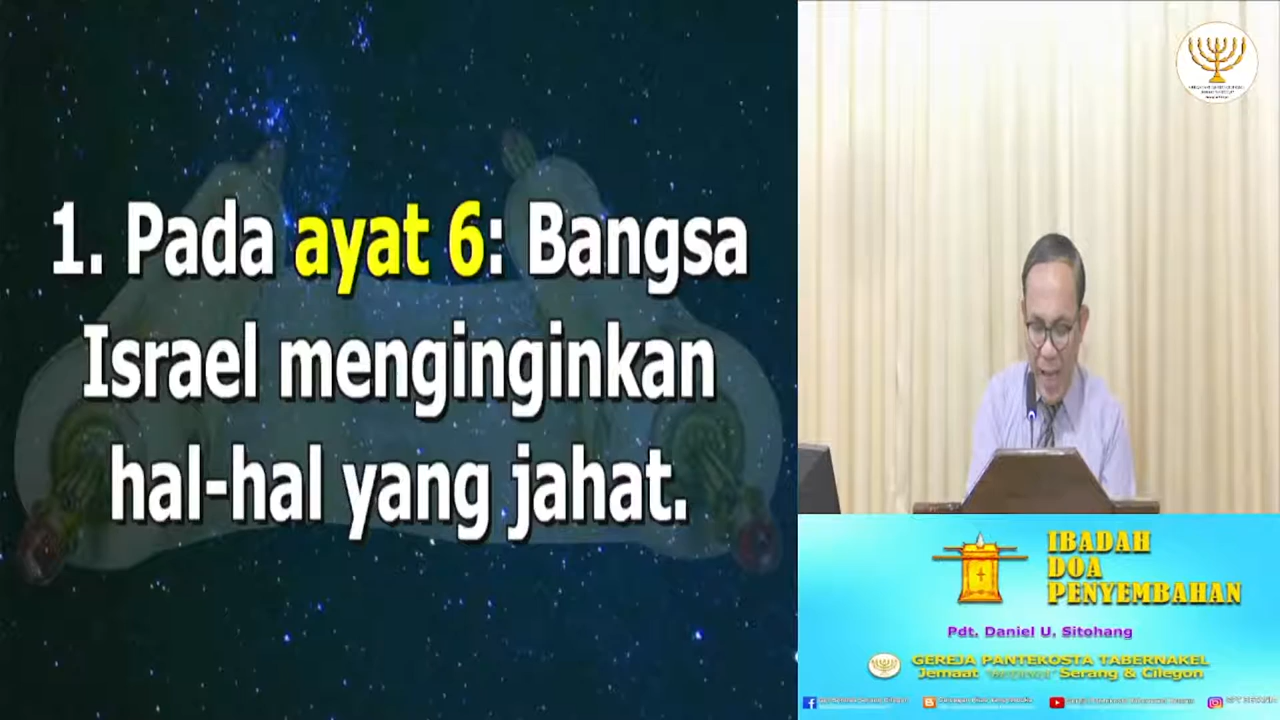 1. Pada ayat 6: Bangsa
Israel menginginkan
hal-hal yang jahat.
IBADAH
DOA
PENYEMBAHAN
Pdt. Daniel U. Sitohang
GEREJA PANTEKOSTA TABERNAKEL
Jemaat Serang & Cilegon